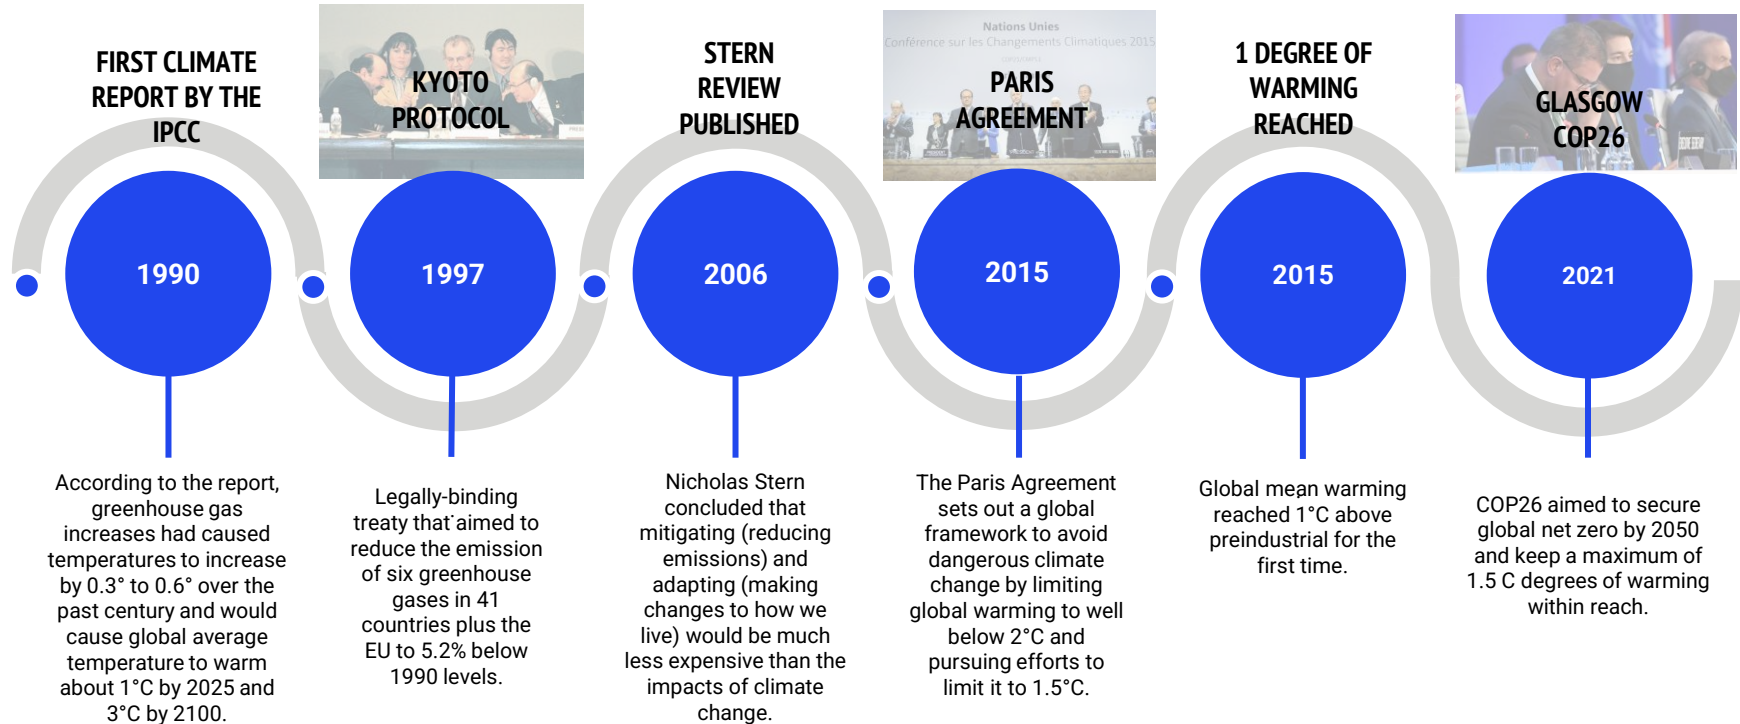 FIRST CLIMATE
REPORT BY THE
IPCC
1990
According to the report,
greenhouse gas
increases had caused
temperatures to increase
by 0.3° to 0.6° over the
past century and would
cause global average
temperature to warm
about 1°C by 2025 and
3°C by 2100.
KYOTO
PROTOCOL
1997
Legally-binding
treaty that aimed to
reduce the emission
of six greenhouse
gases in 41
countries plus the
EU to 5.2% below
1990 levels.
STERN
REVIEW
PUBLISHED
2006
Nicholas Stern
concluded that
mitigating (reducing
emissions) and
adapting (making
changes to how we
live) would be much
less expensive than the
impacts of climate
change.
Nations Unies
Conférence sur les Changements Climatiques 2015
PARIS
AGREEMENT
2015
The Paris Agreement
sets out a global
framework to avoid
dangerous climate
change by limiting
global warming to well
below 2°C and
pursuing efforts to
limit it to 1.5°C.
1 DEGREE OF
WARMING
REACHED
2015
Global mean warming
reached 1°C above
preindustrial for the
first time.
GLASGOW
COP26
2021
COP26 aimed to secure
global net zero by 2050
and keep a maximum of
1.5 C degrees of warming
within reach.